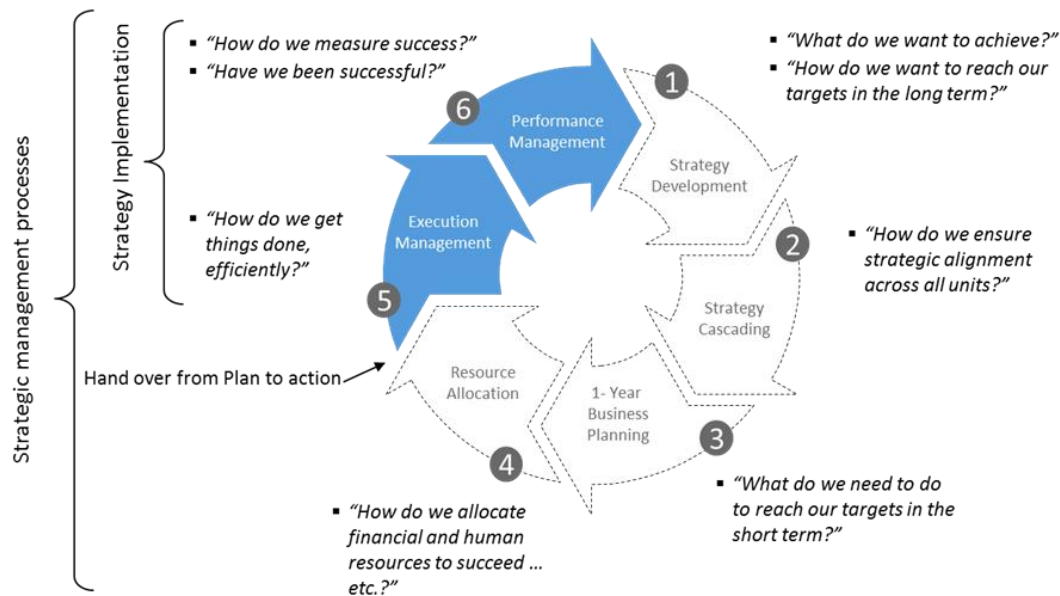 Strategic management processes
Strategy Implementation
▪ “How do we measure success?”
▪ “Have we been successful?”
▪ “How do we get
things done,
efficiently?”
Hand over from Plan to action
▪ “What do we want to achieve?”
▪ “How do we want to reach our
targets in the long term?”
1
Strategy
Development
2
▪ “How do we ensure
strategic alignment
across all units?”
Strategy
Cascading
3
1- Year
Business
Planning
▪ “What do we need to do
to reach our targets in the
short term?”
4
Resource
Allocation
▪ “How do we allocate
financial and human
resources to succeed ...
etc.?”
5
Execution
Management
6
Performance
Management